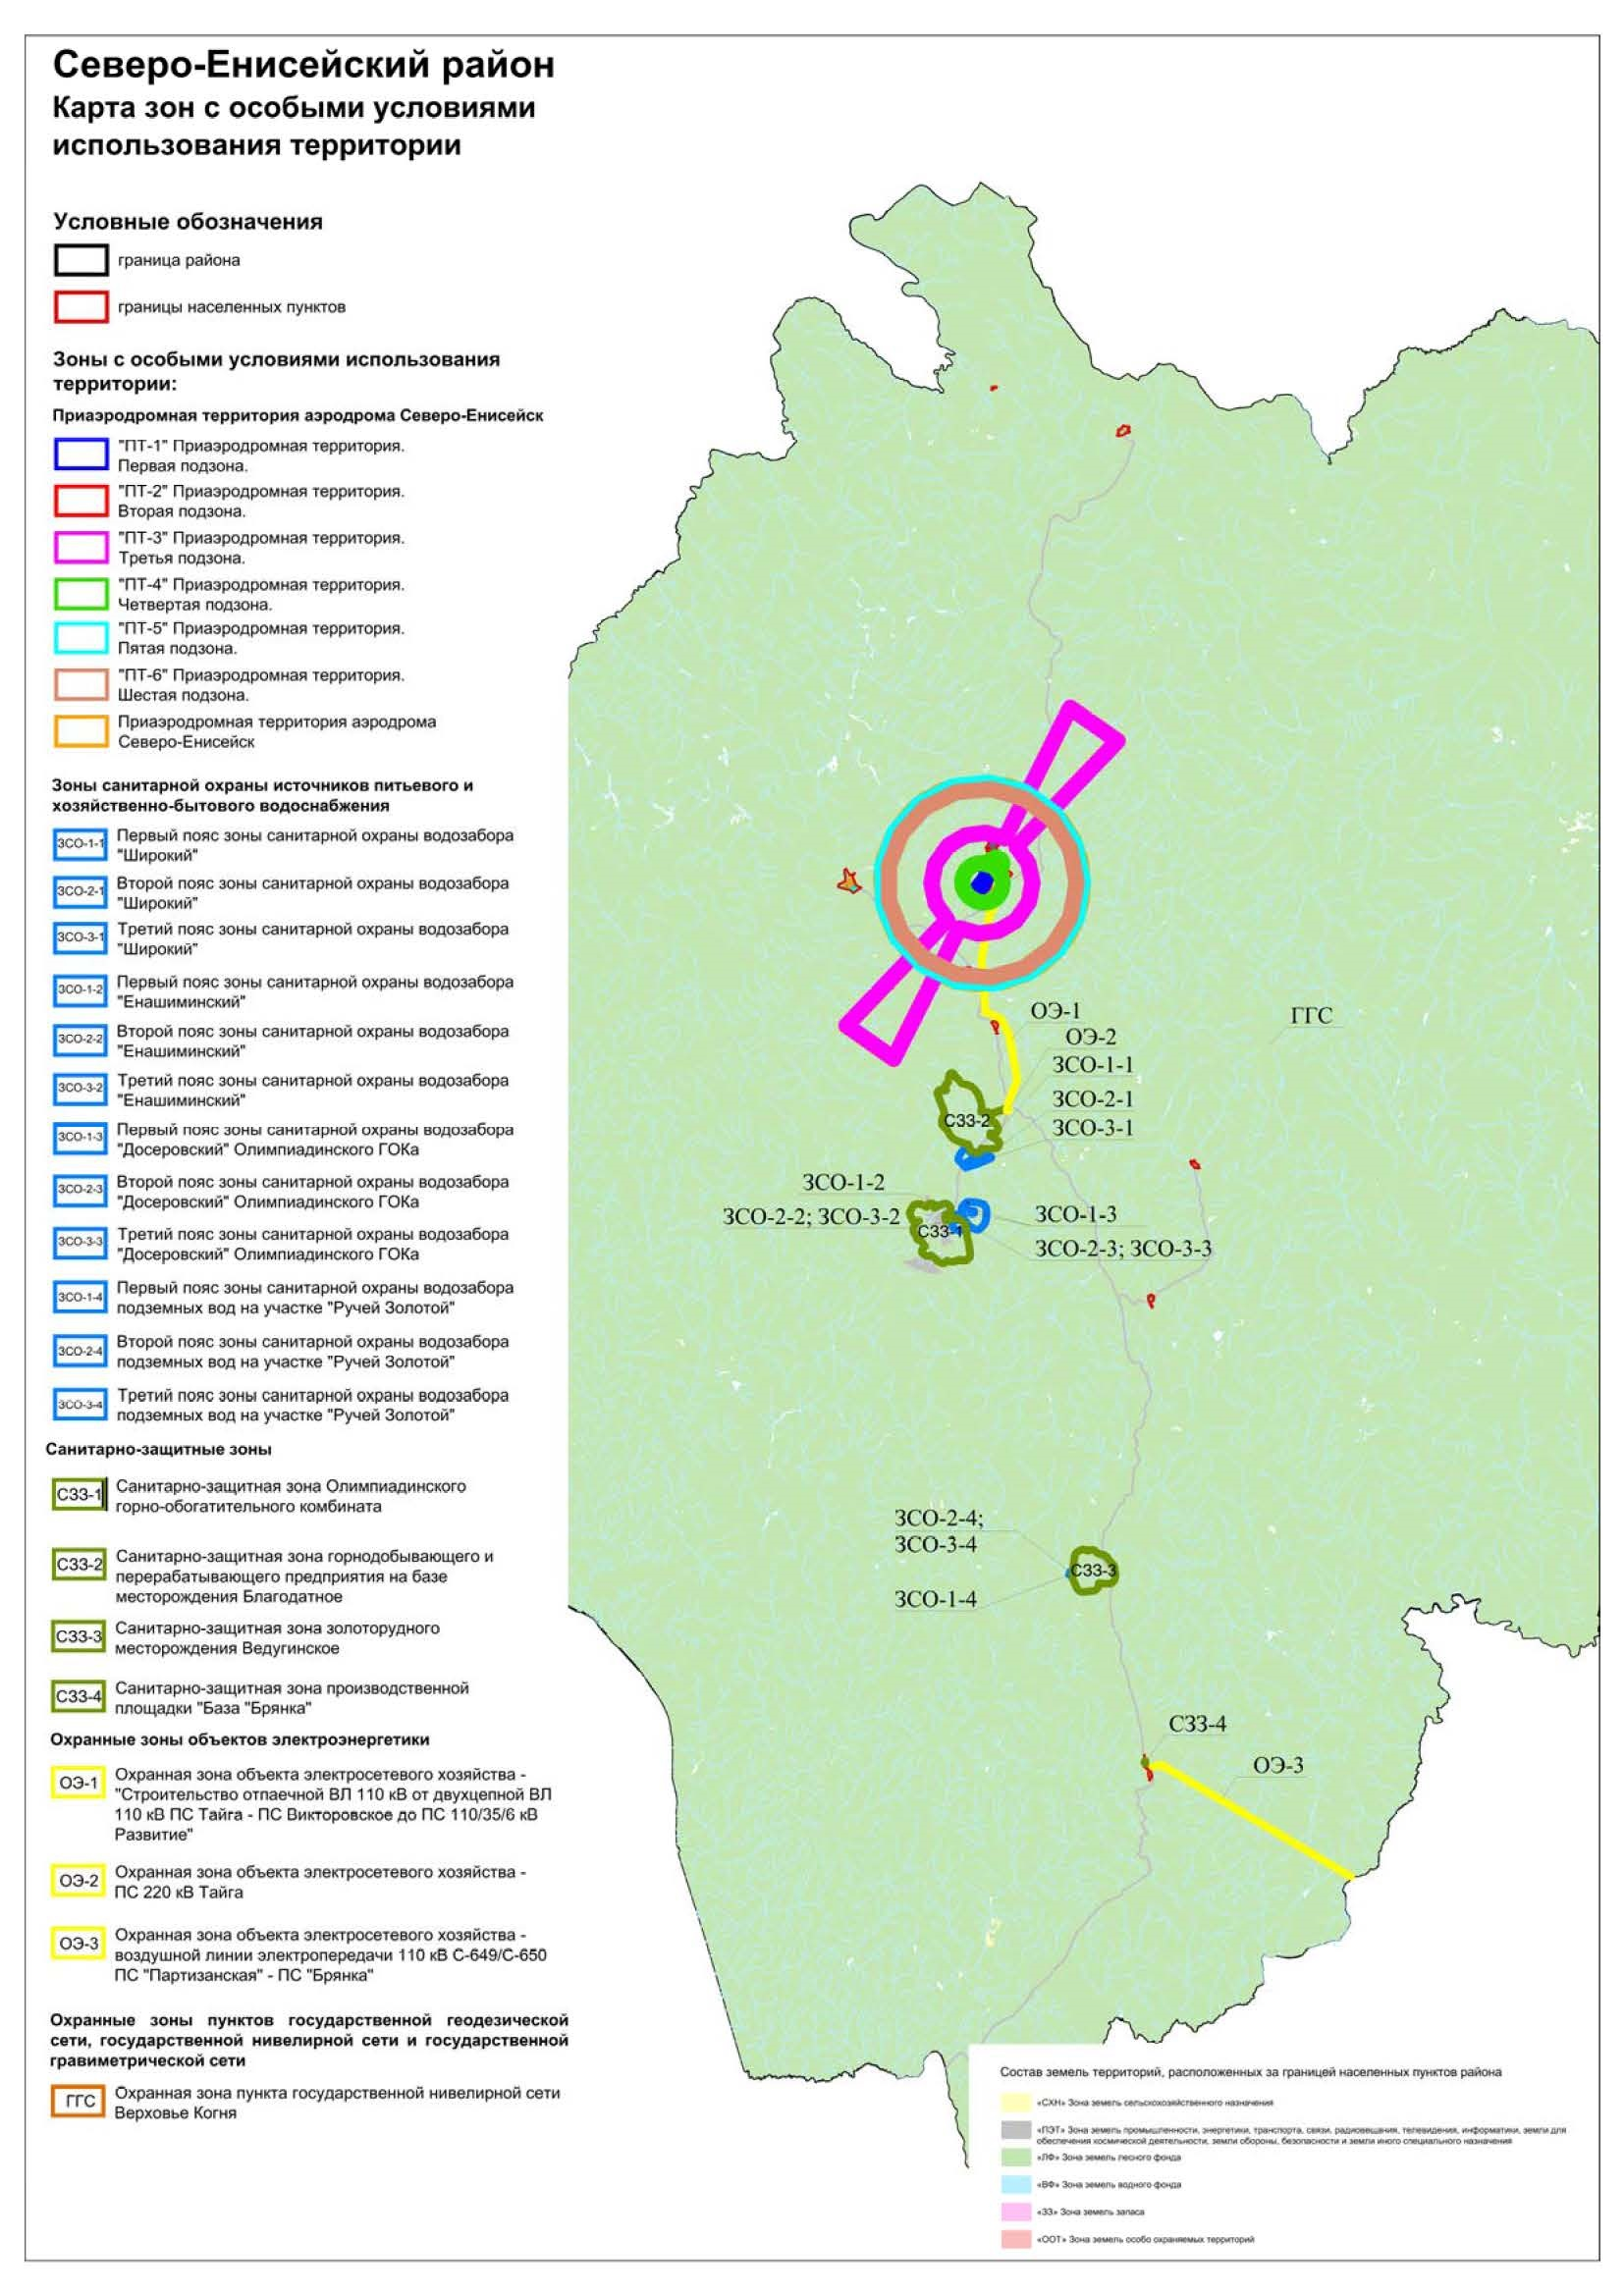 Северо-Енисейский район
Карта зон с особыми условиями
использования территории
Условные обозначения
граница района
границы населенных пунктов
Зоны с особыми условиями использования
территории:
Приаэродромная территория аэродрома Северо-Енисейск
"ПТ-1" Приаэродромная территория.
Первая подзона.
"ПТ-2" Приаэродромная территория.
Вторая подзона.
"ПТ-3" Приаэродромная территория.
Третья подзона.
"ПТ-4" Приаэродромная территория.
Четвертая подзона.
"ПТ-5" Приаэродромная территория.
Пятая подзона.
"ПТ-6" Приаэродромная территория.
Шестая подзона.
Приаэродромная территория аэродрома
Северо-Енисейск
Зоны санитарной охраны источников питьевого и
хозяйственно-бытового водоснабжения
ЗСО-1-1
Первый пояс зоны санитарной охраны водозабора
"Широкий"
ЗСО-2-1
Второй пояс зоны санитарной охраны водозабора
"Широкий"
ЗСО-3-1
Третий пояс зоны санитарной охраны водозабора
"Широкий"
ЗСО-1-2
Первый пояс зоны санитарной охраны водозабора
"Енашиминский"
ЗСО-2-2
Второй пояс зоны санитарной охраны водозабора
"Енашиминский"
ЗСО-3-2
Третий пояс зоны санитарной охраны водозабора
"Енашиминский"
ЗСО-1-3
Первый пояс зоны санитарной охраны водозабора
"Досеровский" Олимпиадинского ГОКа
ЗСО-2-3
Второй пояс зоны санитарной охраны водозабора
"Досеровский" Олимпиадинского ГОКа
ЗСО-3-3
Третий пояс зоны санитарной охраны водозабора
"Досеровский" Олимпиадинского ГОКа
ЗСО-1-4
Первый пояс зоны санитарной охраны водозабора
подземных вод на участке "Ручей Золотой"
ЗСО-2-4
Второй пояс зоны санитарной охраны водозабора
подземных вод на участке "Ручей Золотой"
ЗСО-3-4
Третий пояс зоны санитарной охраны водозабора
подземных вод на участке "Ручей Золотой"
Санитарно-защитные зоны
СЗЗ-1
Санитарно-защитная зона Олимпиадинского
горно-обогатительного комбината
СЗЗ-2
Санитарно-защитная зона горнодобывающего и
перерабатывающего предприятия на базе
месторождения Благодатное
СЗЗ-3
Санитарно-защитная зона золоторудного
месторождения Ведугинское
СЗЗ-4
Санитарно-защитная зона производственной
площадки "База "Брянка"
Охранные зоны объектов электроэнергетики
ОЭ-1
Охранная зона объекта электросетевого хозяйства -
"Строительство отпаечной ВЛ 110 кВ от двухцепной ВЛ
110 кВ ПС Тайга - ПС Викторовское до ПС 110/35/6 кВ
Развитие"
ОЭ-2
Охранная зона объекта электросетевого хозяйства -
ПС 220 кВ Тайга
ОЭ-3
Охранная зона объекта электросетевого хозяйства -
воздушной линии электропередачи 110 кВ С-649/С-650
ПС "Партизанская" - ПС "Брянка"
Охранные зоны пунктов государственной геодезической
сети, государственной нивелирной сети и государственной
гравиметрической сети
ГГС
Охранная зона пункта государственной нивелирной сети
Верховье Когня
ОЭ-1
ГГС
ОЭ-2
ЗСО-1-1
ЗСО-2-1
СЗЗ-2
ЗСО-3-1
ЗСО-1-2
ЗСО-2-2; ЗСО-3-2
ЗСО-1-3
СЗЗ-1
ЗСО-2-3; ЗСО-3-3
ЗСО-2-4;
ЗСО-3-4
СЗЗ-3
ЗСО-1-4
СЗЗ-4
ОЭ-3
Состав земель территорий, расположенных за границей населенных пунктов района
«СХН» Зона земель сельскохозяйственного назначения
«ПЭТ» Зона земель промышленности, энергетики, транспорта, связи, радиовещания, телевидения, информатики, земли для
обеспечения космической деятельности, земли обороны, безопасности и земли иного специального назначения
«ЛФ» Зона земель лесного фонда
«ВФ» Зона земель водного фонда
«ЗЗ» Зона земель запаса
«ООТ» Зона земель особо охраняемых территорий